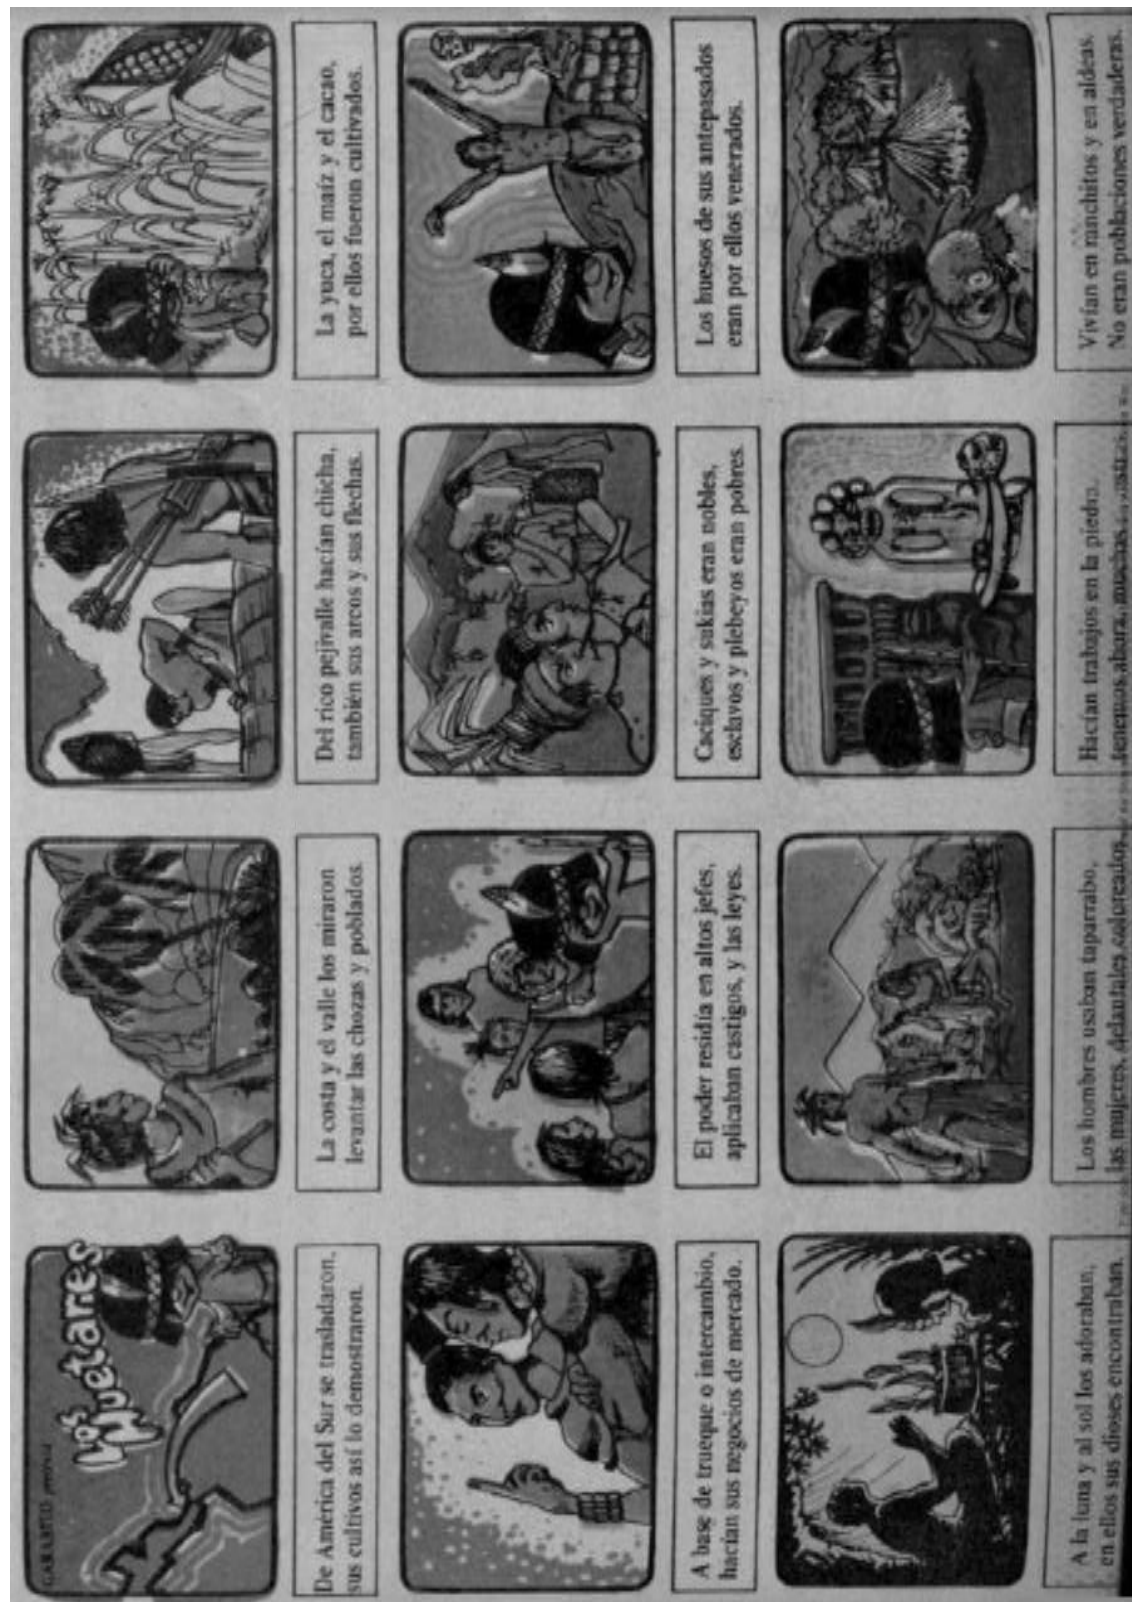 GARABITO
Los
Huetares
De América del Sur se trasladaron,
sus cultivos así lo demostraron.
La costa y el valle los miraron
levantar las chozas y poblados.
Del rico pejivalle hacían chicha,
también sus arcos y sus flechas.
La yuca, el maíz y el cacao,
por ellos fueron cultivados.
A base de trueque o intercambio,
hacían sus negocios de mercado.
El poder residía en altos jefes,
aplicaban castigos, y las leyes.
Caciques y sukias eran nobles,
esclavos y plebeyos eran pobres.
Los huesos de sus antepasados
eran por ellos venerados.
A la luna y al sol los adoraban,
en ellos sus dioses encontraban.
Los hombres usaban taparrabo,
las mujeres, delantales coloreados.
Hacían trabajos en la piedra,
tenemos ahora, muchas
Vivían en ranchitos y en aldeas.
No eran poblaciones verdaderas.